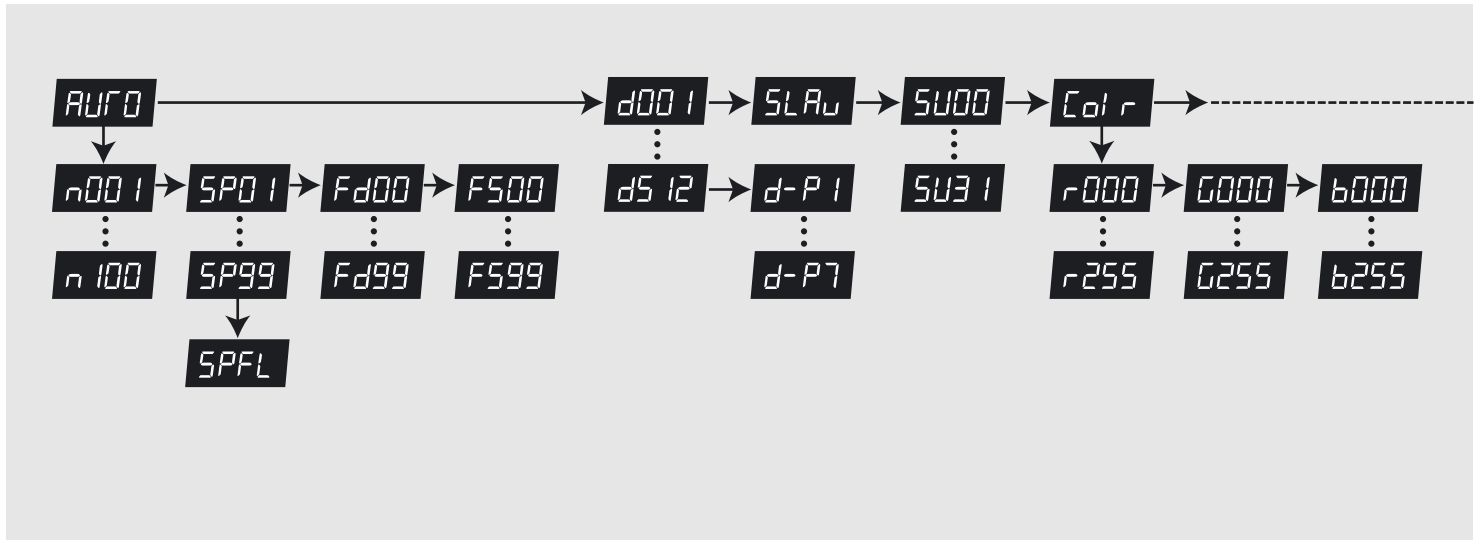 AUTO d001 SLAv SU00 Colr
n001 SP01 Fd00 FS00 dS12 d-P1 SU31 r000 G000 b000
n100 SP99 Fd99 FS99 d-P7 r255 G255 b255
SPFL